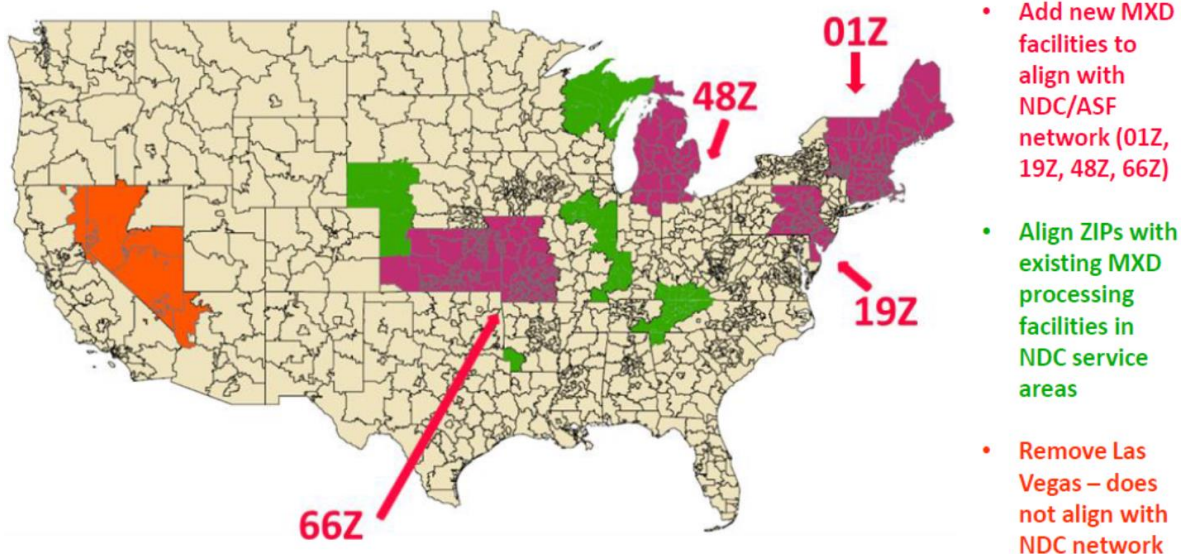 01Z
48Z
19Z
66Z
• Add new MXD
facilities to
align with
NDC/ASF
network (01Z,
19Z, 48Z, 66Z)
• Align ZIPs with
existing MXD
processing
facilities in
NDC service
areas
• Remove Las
Vegas – does
not align with
NDC network